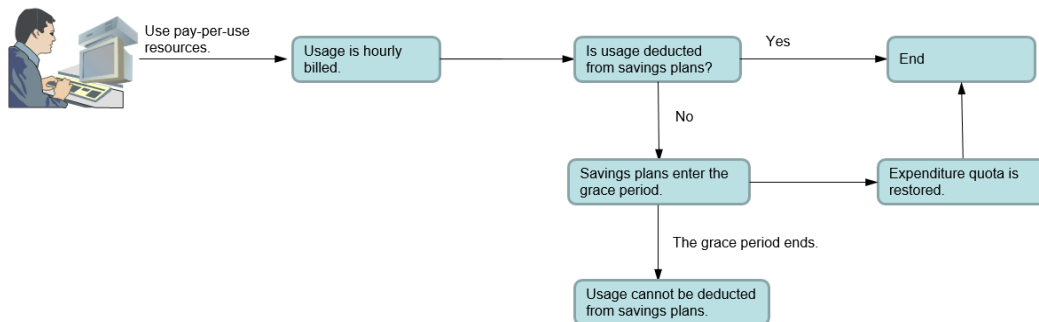 Use pay-per-use
resources.
Usage is hourly
billed.
Is usage deducted
from savings plans?
Yes
End
No
Savings plans enter the
grace period.
Expenditure quota is
restored.
The grace period ends.
Usage cannot be deducted
from savings plans.